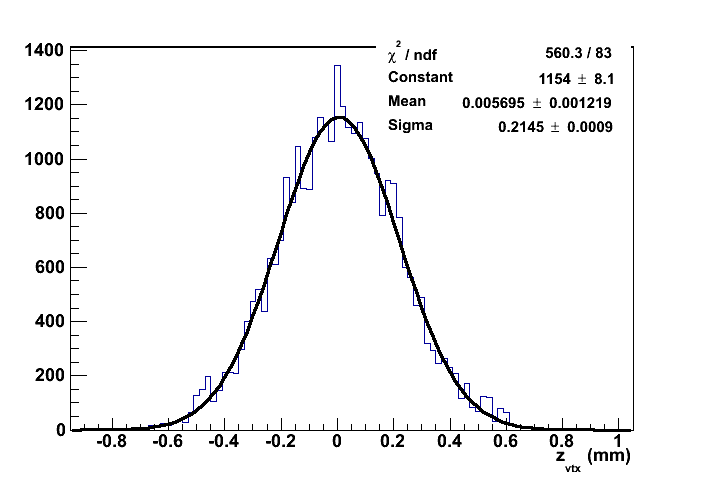 χ² / ndf 560.3 / 83
Constant 1154 ± 8.1
Mean 0.005695 ± 0.001219
Sigma 0.2145 ± 0.0009
1400
1200
1000
800
600
400
200
0
-0.8 -0.6 -0.4 -0.2 0 0.2 0.4 0.6 0.8 1
z_vtx (mm)